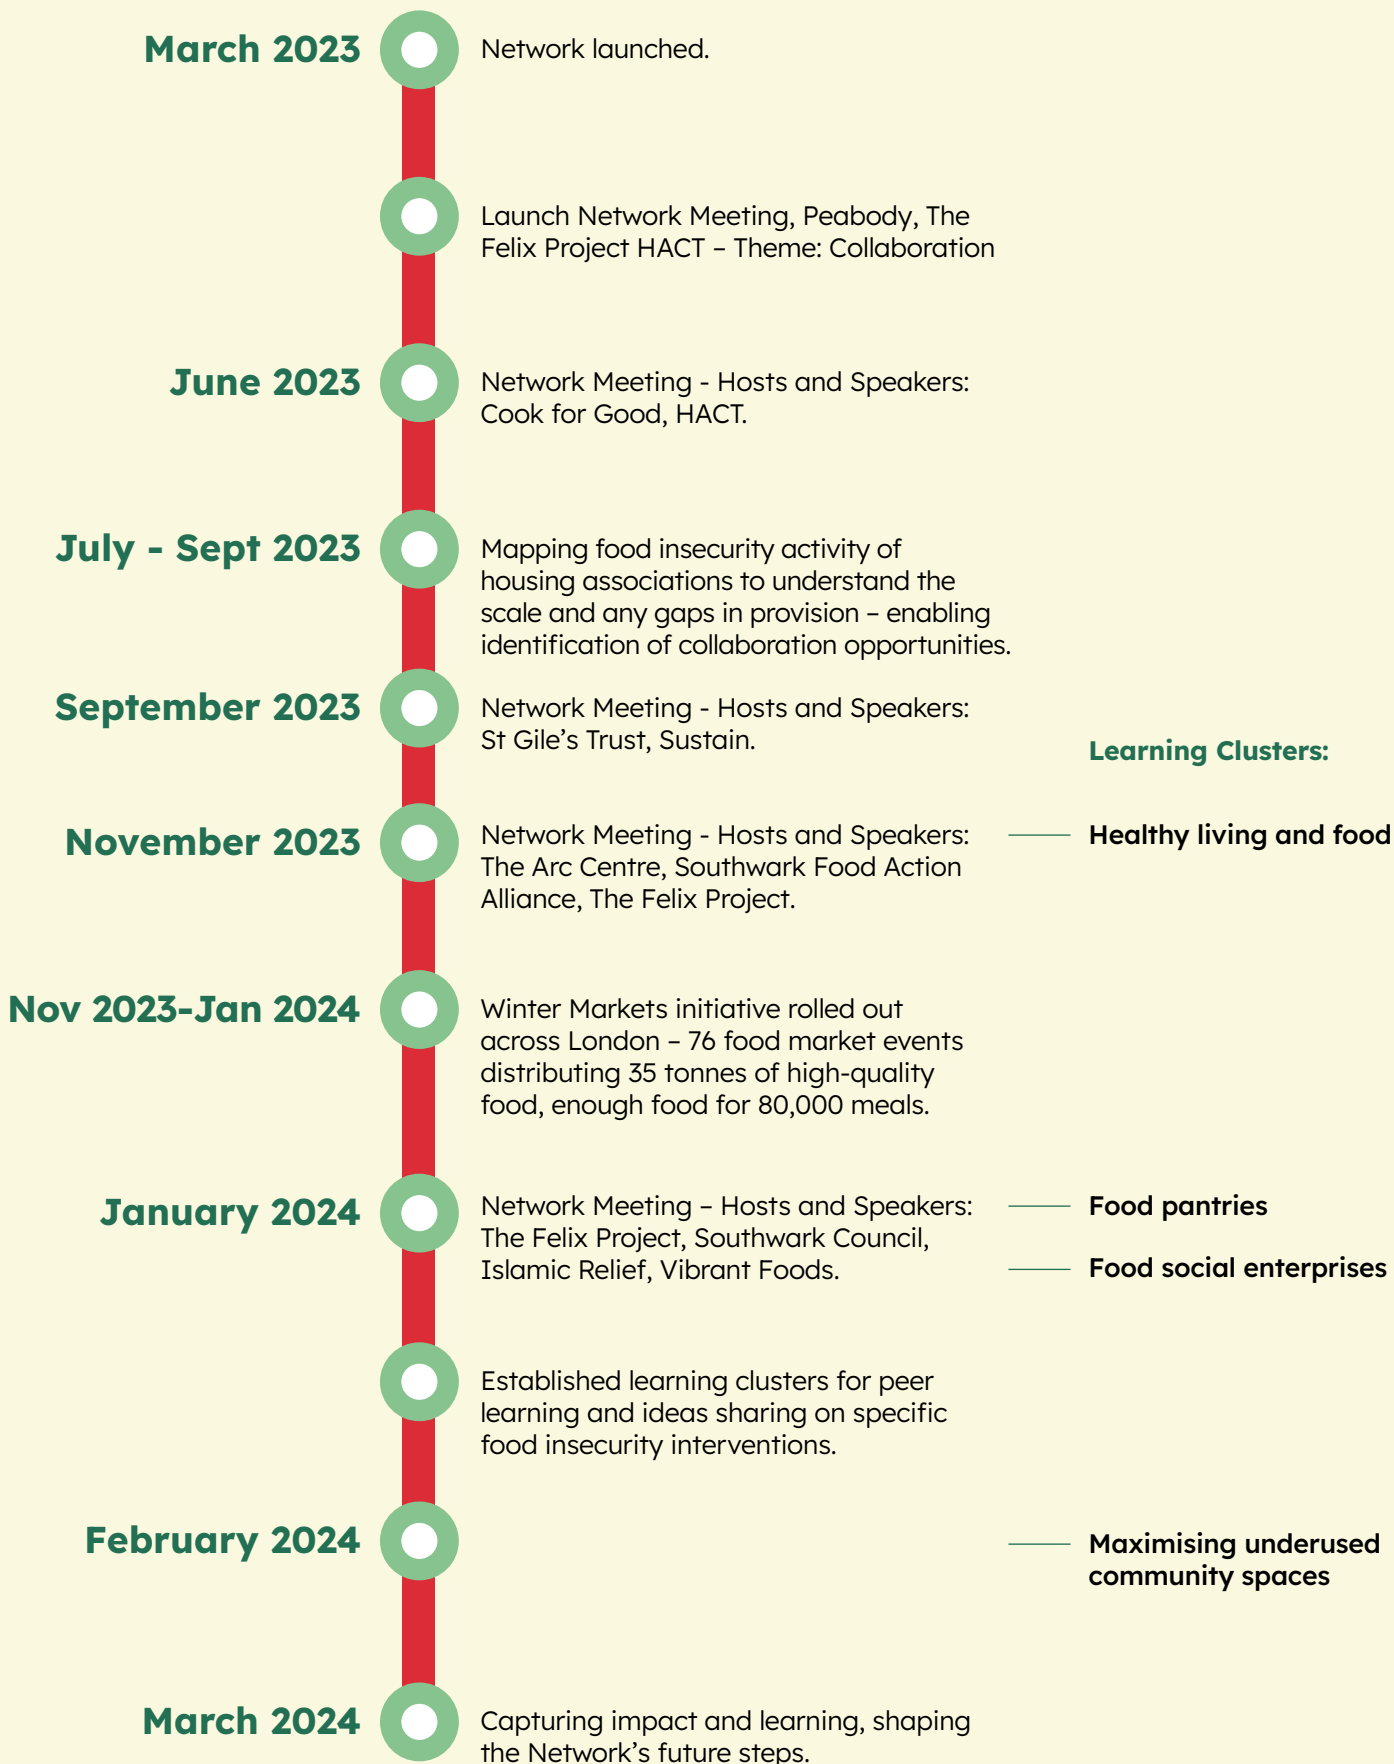 March 2023
Network launched.
Launch Network Meeting, Peabody, The
Felix Project HACT – Theme: Collaboration
June 2023
Network Meeting - Hosts and Speakers:
Cook for Good, HACT.
July - Sept 2023
Mapping food insecurity activity of
housing associations to understand the
scale and any gaps in provision – enabling
identification of collaboration opportunities.
September 2023
Network Meeting - Hosts and Speakers:
St Gile’s Trust, Sustain.
Learning Clusters:
November 2023
Network Meeting - Hosts and Speakers:
The Arc Centre, Southwark Food Action
Alliance, The Felix Project.
Healthy living and food
Nov 2023-Jan 2024
Winter Markets initiative rolled out
across London – 76 food market events
distributing 35 tonnes of high-quality
food, enough food for 80,000 meals.
January 2024
Network Meeting – Hosts and Speakers:
The Felix Project, Southwark Council,
Islamic Relief, Vibrant Foods.
Food pantries
Food social enterprises
Established learning clusters for peer
learning and ideas sharing on specific
food insecurity interventions.
February 2024
Maximising underused
community spaces
March 2024
Capturing impact and learning, shaping
the Network’s future steps.